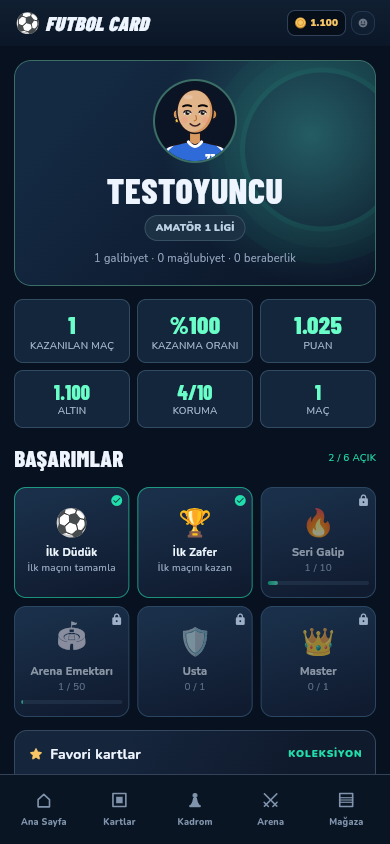 FUTBOL CARD
1.100
TESTOYUNCU
AMATÖR 1 LİGİ
1 galibiyet · 0 mağlubiyet · 0 beraberlik
1
KAZANILAN MAÇ
%100
KAZANMA ORANI
1.025
PUAN
1.100
ALTIN
4/10
KORUMA
1
MAÇ
BAŞARIMLAR
2 / 6 AÇIK
İlk Düdük
İlk maçını tamamla
İlk Zafer
İlk maçını kazan
Seri Galip
1 / 10
Arena Emektarı
1 / 50
Usta
0 / 1
Master
0 / 1
Favori kartlar
KOLEKSİYON
Ana Sayfa
Kartlar
Kadrom
Arena
Mağaza